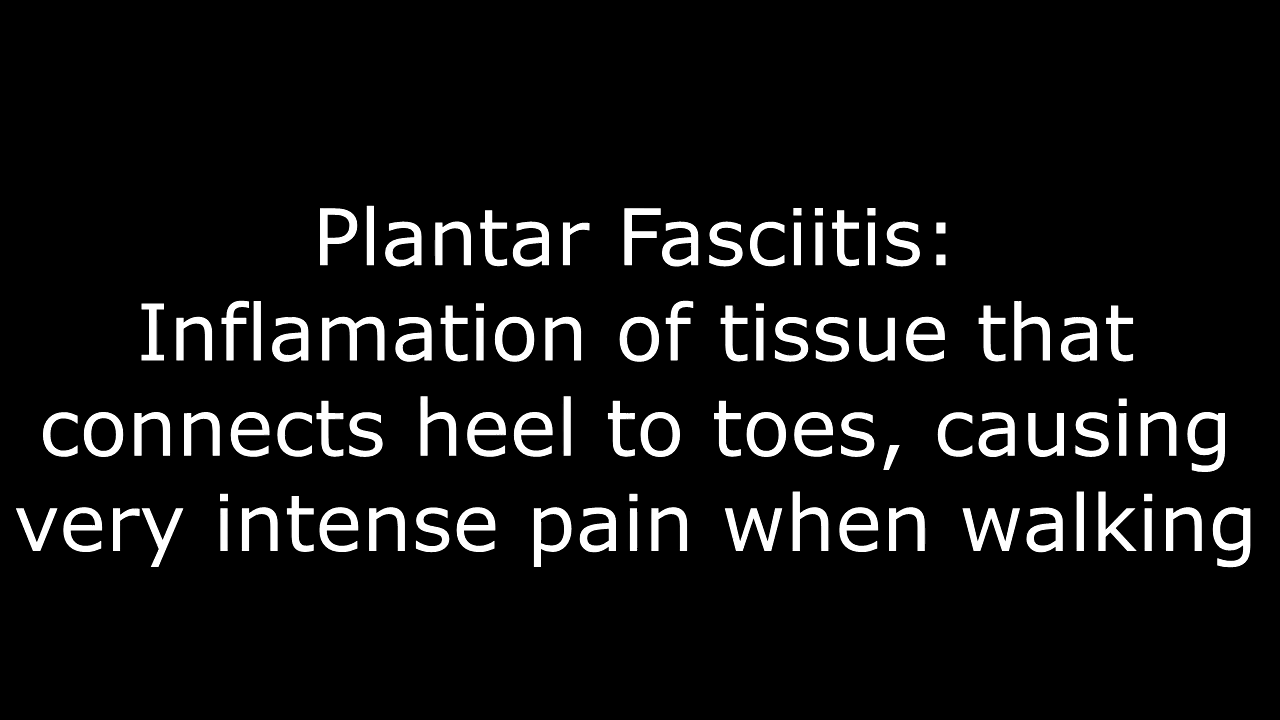 Plantar Fasciitis:
Inflamation of tissue that
connects heel to toes, causing
very intense pain when walking